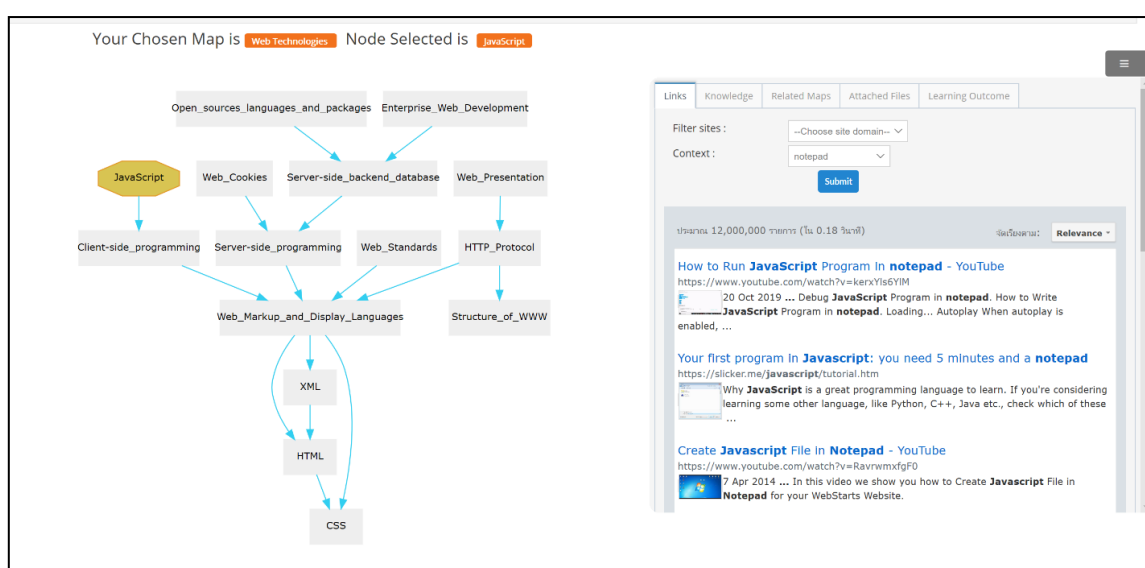 Your Chosen Map is Web Technologies Node Selected is JavaScript
Open_sources_languages_and_packages Enterprise_Web_Development
JavaScript Web_Cookies Server-side_backend_database Web_Presentation
Client-side_programming Server-side_programming Web_Standards HTTP_Protocol
Web_Markup_and_Display_Languages Structure_of_WWW
XML
HTML
CSS
Links Knowledge Related Maps Attached Files Learning Outcome
Filter sites : --Choose site domain--
Context : notepad
Submit
ประมาณ 12,000,000 รายการ (ใน 0.18 วินาที) จัดเรียงตาม: Relevance
How to Run JavaScript Program in notepad - YouTube
https://www.youtube.com/watch?v=kerxYIs6YIM
20 Oct 2019 ... Debug JavaScript Program in notepad. How to Write
JavaScript Program in notepad. Loading... Autoplay When autoplay is
enabled, ...
Your first program in Javascript: you need 5 minutes and a notepad
https://slicker.me/javascript/tutorial.htm
Why JavaScript is a great programming language to learn. If you're considering
learning some other language, like Python, C++, Java etc., check which of these
...
Create Javascript File in Notepad - YouTube
https://www.youtube.com/watch?v=RavrwmxfgF0
7 Apr 2014 ... In this video we show you how to Create Javascript File in
Notepad for your WebStarts Website.